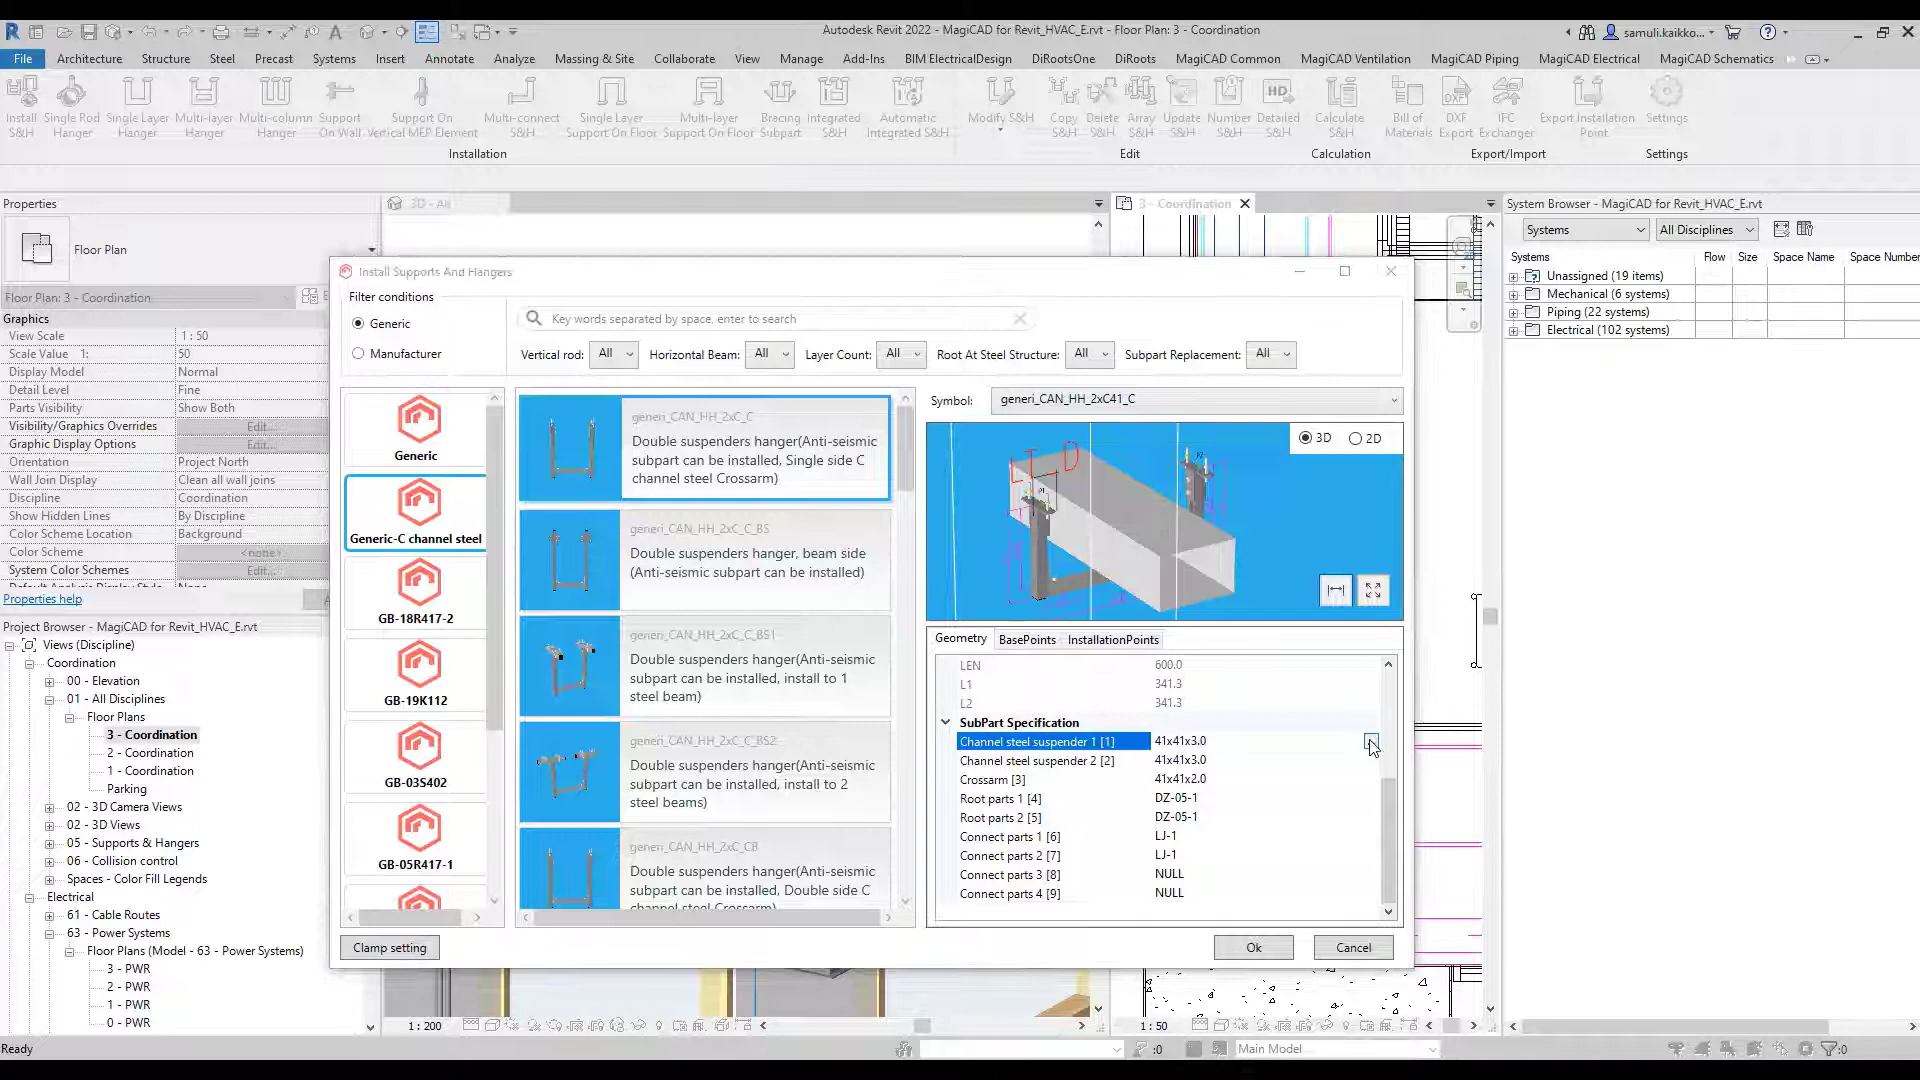 Autodesk Revit 2022 - MagiCAD for Revit_HVAC_E.rvt - Floor Plan: 3 - Coordination
samuli.kaikko...
File Architecture Structure Steel Precast Systems Insert Annotate Analyze Massing & Site Collaborate View Manage Add-Ins BIM ElectricalDesign DiRootsOne DiRoots MagiCAD Common MagiCAD Ventilation MagiCAD Piping MagiCAD Electrical MagiCAD Schematics
Install Single Rod Single Layer Multi-layer Multi-column Support Support On Multi-connect Single Layer Multi-layer Bracing Integrated Automatic Modify S&H Copy Delete Array Update Number Detailed Calculate Bill of DXF IFC Export Installation Settings
S&H Hanger Hanger Hanger Hanger On Wall Vertical MEP Element S&H Support On Floor Support On Floor Subpart S&H Integrated S&H S&H S&H S&H S&H S&H S&H S&H Materials Export Exchanger Point
Installation Edit Calculation Export/Import Settings
Properties
Floor Plan
Floor Plan: 3 - Coordination
Graphics
View Scale 1 : 50
Scale Value 1: 50
Display Model Normal
Detail Level Fine
Parts Visibility Show Both
Visibility/Graphics Overrides Edit...
Graphic Display Options Edit...
Orientation Project North
Wall Join Display Clean all wall joins
Discipline Coordination
Show Hidden Lines By Discipline
Color Scheme Location Background
Color Scheme <none>
System Color Schemes Edit...
Default Analysis Display Style None
Properties help
Project Browser - MagiCAD for Revit_HVAC_E.rvt
Views (Discipline)
Coordination
00 - Elevation
01 - All Disciplines
Floor Plans
3 - Coordination
2 - Coordination
1 - Coordination
Parking
02 - 3D Camera Views
02 - 3D Views
05 - Supports & Hangers
06 - Collision control
Spaces - Color Fill Legends
Electrical
61 - Cable Routes
63 - Power Systems
Floor Plans (Model - 63 - Power Systems)
3 - PWR
2 - PWR
1 - PWR
0 - PWR
Ready
3D - All
3 - Coordination
Install Supports And Hangers
Filter conditions
Generic
Manufacturer
Key words separated by space, enter to search
Vertical rod: All Horizontal Beam: All Layer Count: All Root At Steel Structure: All Subpart Replacement: All
Generic
Generic-C channel steel
GB-18R417-2
GB-19K112
GB-03S402
GB-05R417-1
generi_CAN_HH_2xC_C
Double suspenders hanger(Anti-seismic
subpart can be installed, Single side C
channel steel Crossarm)
generi_CAN_HH_2xC_C_BS
Double suspenders hanger, beam side
(Anti-seismic subpart can be installed)
generi_CAN_HH_2xC_C_BS1
Double suspenders hanger(Anti-seismic
subpart can be installed, install to 1
steel beam)
generi_CAN_HH_2xC_C_BS2
Double suspenders hanger(Anti-seismic
subpart can be installed, install to 2
steel beams)
generi_CAN_HH_2xC_CB
Double suspenders hanger(Anti-seismic
subpart can be installed, Double side C
channel steel Crossarm)
Symbol: generi_CAN_HH_2xC41_C
3D 2D
Geometry BasePoints InstallationPoints
LEN 600.0
L1 341.3
L2 341.3
SubPart Specification
Channel steel suspender 1 [1] 41x41x3.0
Channel steel suspender 2 [2] 41x41x3.0
Crossarm [3] 41x41x2.0
Root parts 1 [4] DZ-05-1
Root parts 2 [5] DZ-05-1
Connect parts 1 [6] LJ-1
Connect parts 2 [7] LJ-1
Connect parts 3 [8] NULL
Connect parts 4 [9] NULL
Clamp setting
Ok
Cancel
1 : 200
1 : 50
:0
Main Model
:0
System Browser - MagiCAD for Revit_HVAC_E.rvt
Systems All Disciplines
Systems Flow Size Space Name Space Number
Unassigned (19 items)
Mechanical (6 systems)
Piping (22 systems)
Electrical (102 systems)